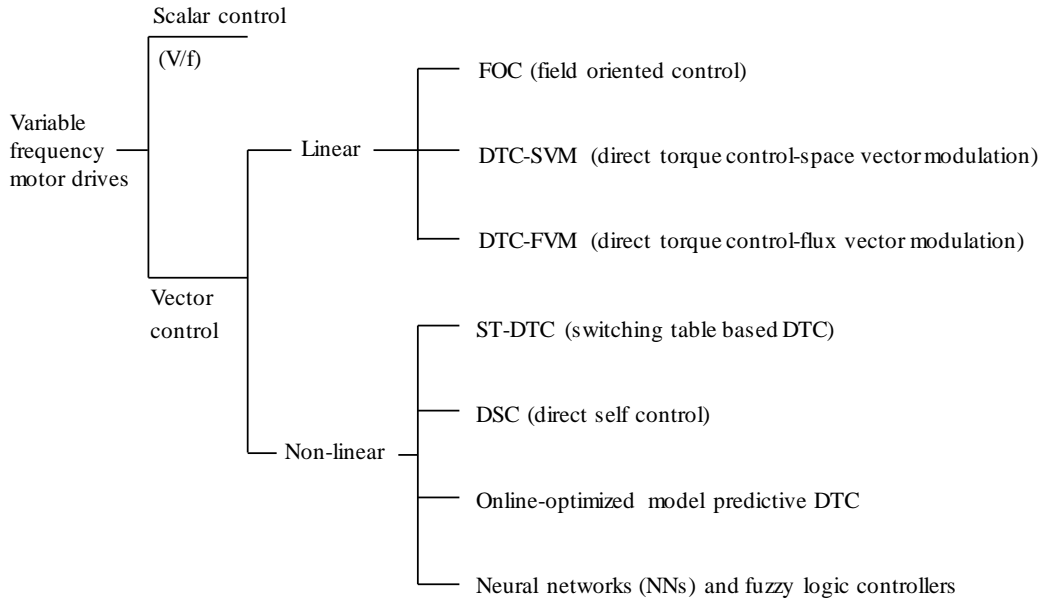 Scalar control
(V/f)
Variable
frequency
motor drives
Vector
control
Linear
FOC (field oriented control)
DTC-SVM (direct torque control-space vector modulation)
DTC-FVM (direct torque control-flux vector modulation)
Non-linear
ST-DTC (switching table based DTC)
DSC (direct self control)
Online-optimized model predictive DTC
Neural networks (NNs) and fuzzy logic controllers